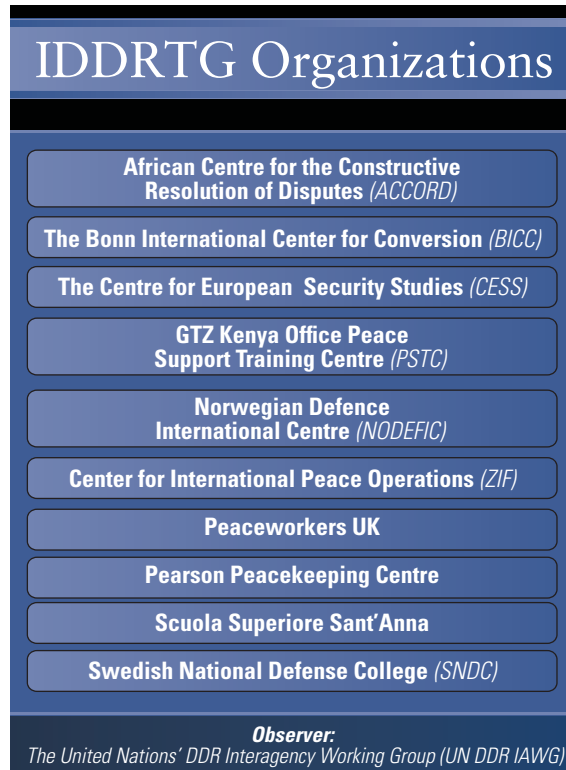 IDDRTG Organizations
African Centre for the Constructive
Resolution of Disputes (ACCORD)
The Bonn International Center for Conversion (BICC)
The Centre for European Security Studies (CESS)
GTZ Kenya Office Peace
Support Training Centre (PSTC)
Norwegian Defence
International Centre (NODEFIC)
Center for International Peace Operations (ZIF)
Peaceworkers UK
Pearson Peacekeeping Centre
Scuola Superiore Sant'Anna
Swedish National Defense College (SNDC)
Observer:
The United Nations' DDR Interagency Working Group (UN DDR IAWG)